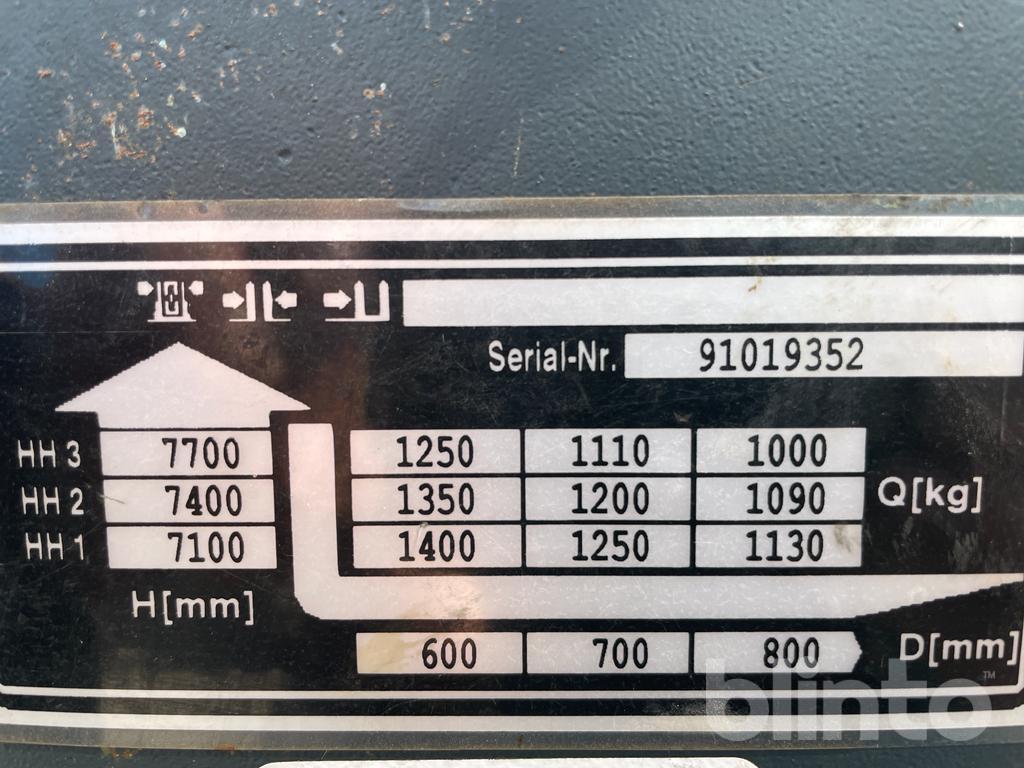 Serial-Nr. 91019352
HH 3 7700 1250 1110 1000
HH 2 7400 1350 1200 1090 Q[kg]
HH 1 7100 1400 1250 1130
H[mm]
600 700 800 D[mm]
blinto™